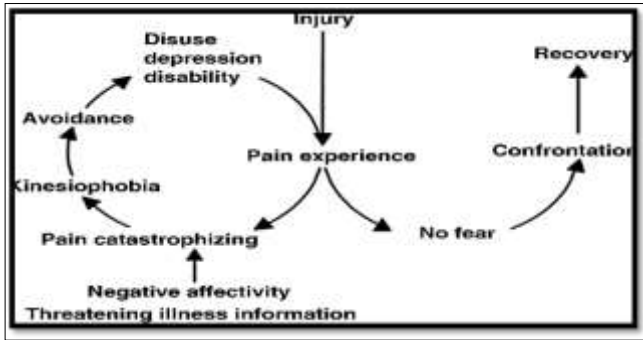 Injury
Disuse
depression
disability
Recovery
Avoidance
Pain experience
Confrontation
Kinesiophobia
Pain catastrophizing
No fear
Negative affectivity
Threatening illness information